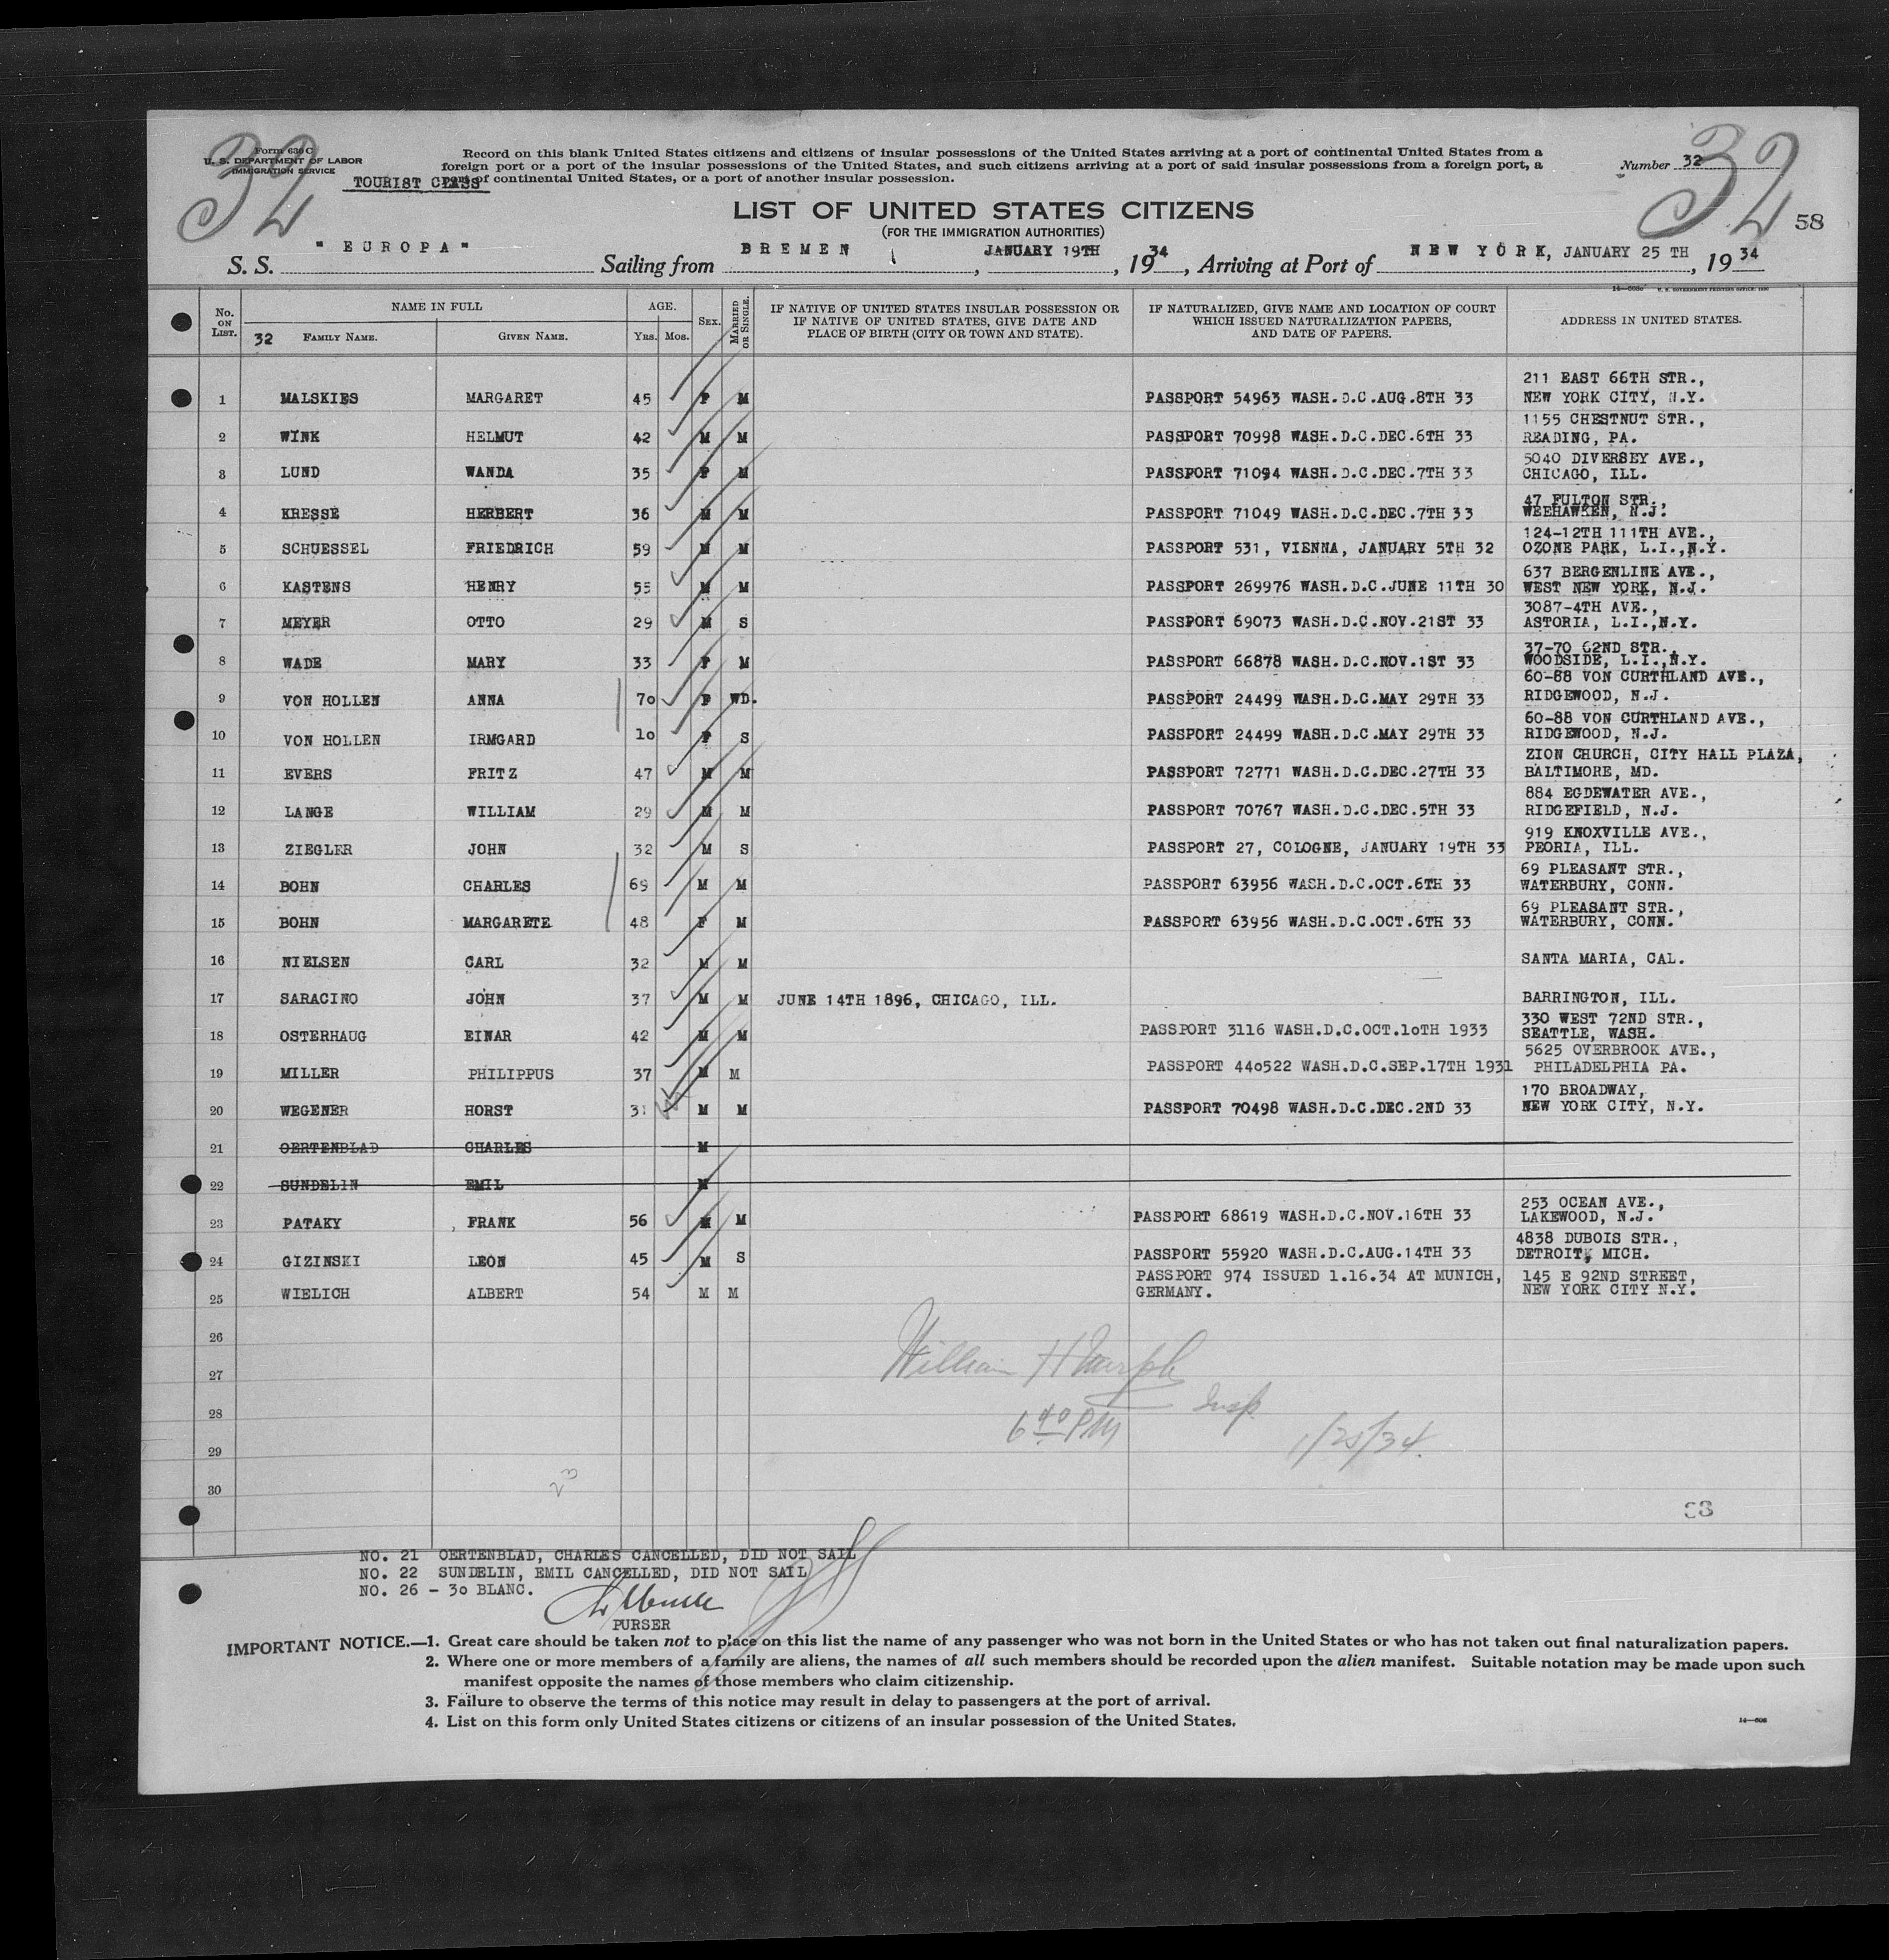 32
32
Form 630 C
U. S. DEPARTMENT OF LABOR
IMMIGRATION SERVICE
TOURIST CLASS
Record on this blank United States citizens and citizens of insular possessions of the United States arriving at a port of continental United States from a
foreign port or a port of the insular possessions of the United States, and such citizens arriving at a port of said insular possessions from a foreign port, a
port of continental United States, or a port of another insular possession.
Number 32
58
LIST OF UNITED STATES CITIZENS
(FOR THE IMMIGRATION AUTHORITIES)
S. S. "EUROPA" Sailing from BREMEN, JANUARY 19TH, 1934, Arriving at Port of NEW YORK, JANUARY 25 TH, 1934
No. ON LIST. NAME IN FULL AGE. SEX. MARRIED OR SINGLE. IF NATIVE OF UNITED STATES INSULAR POSSESSION OR IF NATIVE OF UNITED STATES, GIVE DATE AND PLACE OF BIRTH (CITY OR TOWN AND STATE). IF NATURALIZED, GIVE NAME AND LOCATION OF COURT WHICH ISSUED NATURALIZATION PAPERS, AND DATE OF PAPERS. ADDRESS IN UNITED STATES.
32 FAMILY NAME. GIVEN NAME. YRS. MOS.
1 MALSKIES MARGARET 45 F M PASSPORT 54963 WASH.D.C.AUG.8TH 33 211 EAST 66TH STR., NEW YORK CITY, N.Y.
2 WINK HELMUT 42 M M PASSPORT 70998 WASH.D.C.DEC.6TH 33 1155 CHESTNUT STR., READING, PA.
3 LUND WANDA 35 F M PASSPORT 71094 WASH.D.C.DEC.7TH 33 5040 DIVERSEY AVE., CHICAGO, ILL.
4 KRESSE HERBERT 36 M M PASSPORT 71049 WASH.D.C.DEC.7TH 33 47 FULTON STR., WEEHAWKEN, N.J.
5 SCHUESSEL FRIEDRICH 59 M M PASSPORT 531, VIENNA, JANUARY 5TH 32 124-12TH 111TH AVE., OZONE PARK, L.I.,N.Y.
6 KASTENS HENRY 55 M M PASSPORT 269976 WASH.D.C.JUNE 11TH 30 637 BERGENLINE AVE., WEST NEW YORK, N.J.
7 MEYER OTTO 29 M S PASSPORT 69073 WASH.D.C.NOV.21ST 33 3087-4TH AVE., ASTORIA, L.I.,N.Y.
8 WADE MARY 33 F M PASSPORT 66878 WASH.D.C.NOV.1ST 33 37-70 62ND STR., WOODSIDE, L.I.,N.Y.
9 VON HOLLEN ANNA 70 F WD. PASSPORT 24499 WASH.D.C.MAY 29TH 33 60-88 VON CURTHLAND AVE., RIDGEWOOD, N.J.
10 VON HOLLEN IRMGARD 10 F S PASSPORT 24499 WASH.D.C.MAY 29TH 33 60-88 VON CURTHLAND AVE., RIDGEWOOD, N.J.
11 EVERS FRITZ 47 M M PASSPORT 72771 WASH.D.C.DEC.27TH 33 ZION CHURCH, CITY HALL PLAZA, BALTIMORE, MD.
12 LANGE WILLIAM 29 M M PASSPORT 70767 WASH.D.C.DEC.5TH 33 884 EGDEWATER AVE., RIDGEFIELD, N.J.
13 ZIEGLER JOHN 32 M S PASSPORT 27, COLOGNE, JANUARY 19TH 33 919 KNOXVILLE AVE., PEORIA, ILL.
14 BOHN CHARLES 69 M M PASSPORT 63956 WASH.D.C.OCT.6TH 33 69 PLEASANT STR., WATERBURY, CONN.
15 BOHN MARGARETE 48 F M PASSPORT 63956 WASH.D.C.OCT.6TH 33 69 PLEASANT STR., WATERBURY, CONN.
16 NIELSEN CARL 32 M M SANTA MARIA, CAL.
17 SARACINO JOHN 37 M M JUNE 14TH 1896, CHICAGO, ILL. BARRINGTON, ILL.
18 OSTERHAUG EINAR 42 M M PASSPORT 3116 WASH.D.C.OCT.10TH 1933 330 WEST 72ND STR., SEATTLE, WASH.
19 MILLER PHILIPPUS 37 M M PASSPORT 440522 WASH.D.C.SEP.17TH 1931 5625 OVERBROOK AVE., PHILADELPHIA PA.
20 WEGENER HORST 31 M M PASSPORT 70498 WASH.D.C.DEC.2ND 33 170 BROADWAY, NEW YORK CITY, N.Y.
21 OERTENBLAD CHARLES M
22 SUNDELIN EMIL M
23 PATAKY FRANK 56 M M PASSPORT 68619 WASH.D.C.NOV.16TH 33 253 OCEAN AVE., LAKEWOOD, N.J.
24 GIZINSKI LEON 45 M S PASSPORT 55920 WASH.D.C.AUG.14TH 33 4838 DUBOIS STR., DETROIT, MICH.
25 WIELICH ALBERT 54 M M PASSPORT 974 ISSUED 1.16.34 AT MUNICH, GERMANY. 145 E 92ND STREET, NEW YORK CITY N.Y.
26
27 William H Murphy
28 Insp.
6 40 PM
29 1/25/34.
30
23
NO. 21 OERTENBLAD, CHARLES CANCELLED, DID NOT SAIL
NO. 22 SUNDELIN, EMIL CANCELLED, DID NOT SAIL
NO. 26 - 30 BLANC.
PURSER
IMPORTANT NOTICE.—1. Great care should be taken not to place on this list the name of any passenger who was not born in the United States or who has not taken out final naturalization papers.
2. Where one or more members of a family are aliens, the names of all such members should be recorded upon the alien manifest. Suitable notation may be made upon such
manifest opposite the names of those members who claim citizenship.
3. Failure to observe the terms of this notice may result in delay to passengers at the port of arrival.
4. List on this form only United States citizens or citizens of an insular possession of the United States.